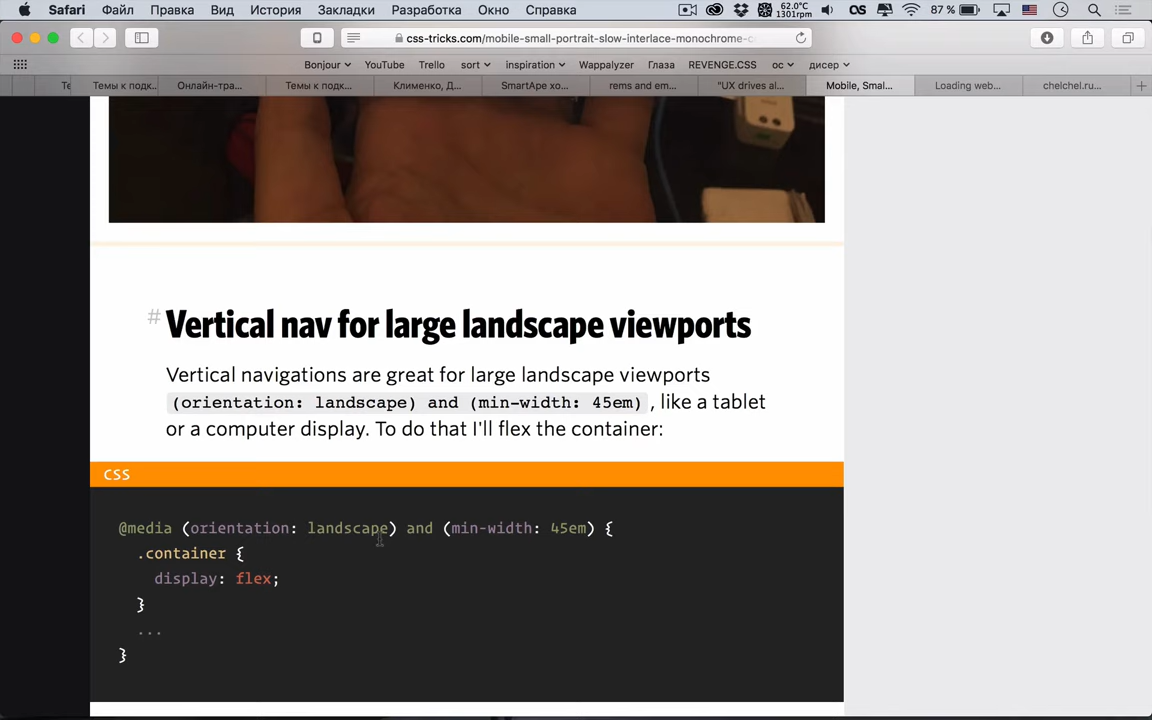 Safari Файл Правка Вид История Закладки Разработка Окно Справка 62.0°C 1301rpm 87 %
css-tricks.com/mobile-small-portrait-slow-interlace-monochrome-c
Bonjour YouTube Trello sort inspiration Wappalyzer Глаза REVENGE.CSS ос дисер
Те Темы к подк... Онлайн-тра... Темы к подк... Клименко, Д... SmartApe хо... rems and em... "UX drives al... Mobile, Smal... Loading web... chelchel.ru...
# Vertical nav for large landscape viewports
Vertical navigations are great for large landscape viewports
(orientation: landscape) and (min-width: 45em), like a tablet
or a computer display. To do that I'll flex the container:
CSS
@media (orientation: landscape) and (min-width: 45em) {
.container {
display: flex;
}
...
}